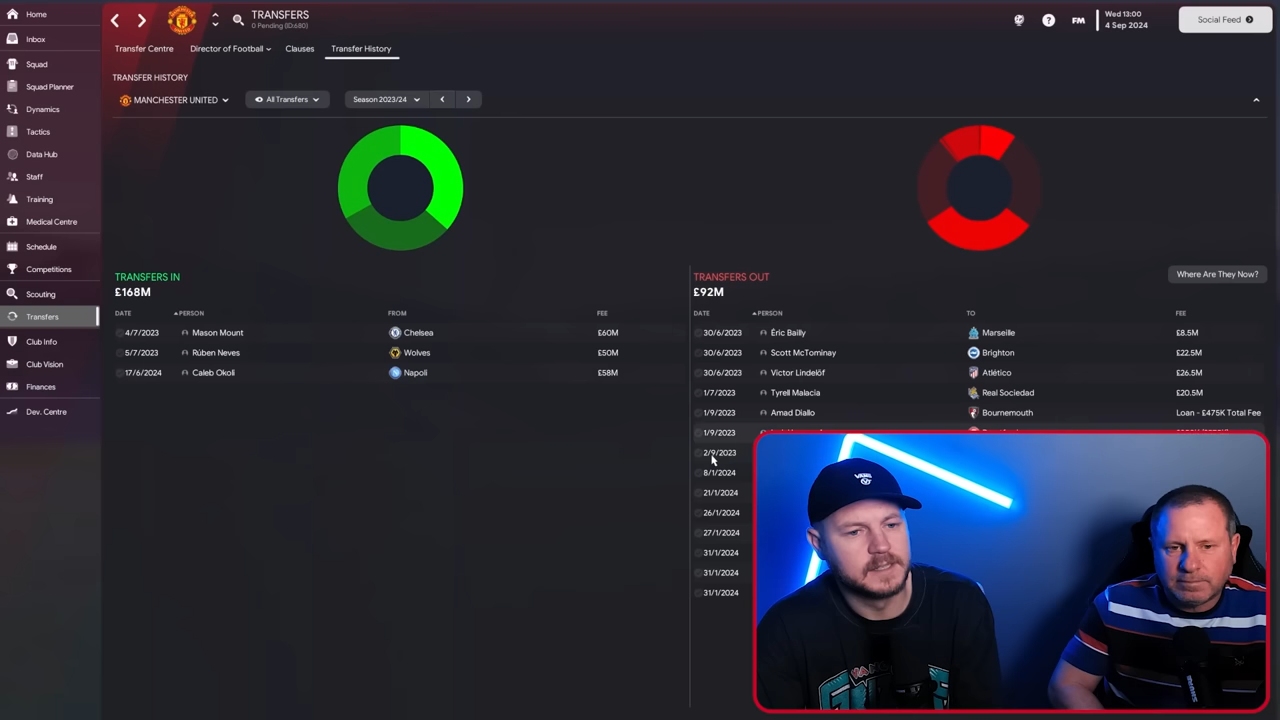 Home
Inbox
Squad
Squad Planner
Dynamics
Tactics
Data Hub
Staff
Training
Medical Centre
Schedule
Competitions
Scouting
Transfers
Club Info
Club Vision
Finances
Dev. Centre
TRANSFERS
0 Pending (ID:680)
FM
Wed 13:00
4 Sep 2024
Social Feed
Transfer Centre Director of Football Clauses Transfer History
TRANSFER HISTORY
MANCHESTER UNITED All Transfers Season 2023/24
TRANSFERS IN
£168M
DATE PERSON FROM FEE
4/7/2023 Mason Mount Chelsea £60M
5/7/2023 Rúben Neves Wolves £50M
17/6/2024 Caleb Okoli Napoli £58M
TRANSFERS OUT
£92M
Where Are They Now?
DATE PERSON TO FEE
30/6/2023 Éric Bailly Marseille £8.5M
30/6/2023 Scott McTominay Brighton £22.5M
30/6/2023 Victor Lindelöf Atlético £26.5M
1/7/2023 Tyrell Malacia Real Sociedad £20.5M
1/9/2023 Amad Diallo Bournemouth Loan - £475K Total Fee
1/9/2023
2/9/2023
8/1/2024
21/1/2024
26/1/2024
27/1/2024
31/1/2024
31/1/2024
31/1/2024
VANS